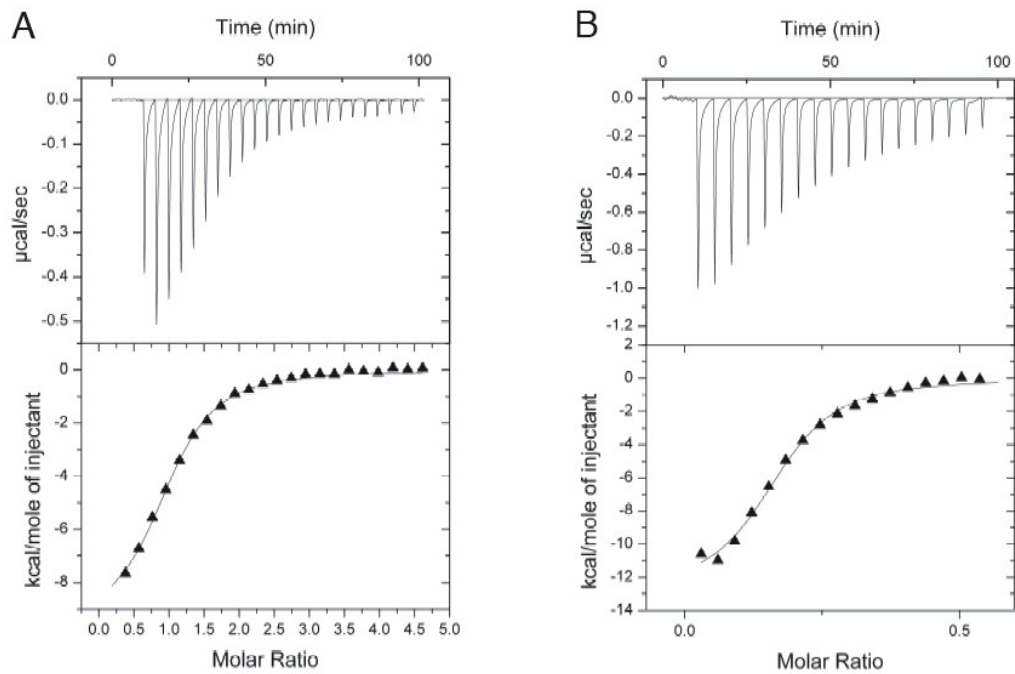 A
Time (min)
0 50 100
0.0
-0.1
-0.2
-0.3
-0.4
-0.5
µcal/sec
0
-2
-4
-6
-8
kcal/mole of injectant
0.0 0.5 1.0 1.5 2.0 2.5 3.0 3.5 4.0 4.5 5.0
Molar Ratio
B
Time (min)
0 50 100
0.0
-0.2
-0.4
-0.6
-0.8
-1.0
-1.2
µcal/sec
2
0
-2
-4
-6
-8
-10
-12
-14
kcal/mole of injectant
0.0 0.5
Molar Ratio